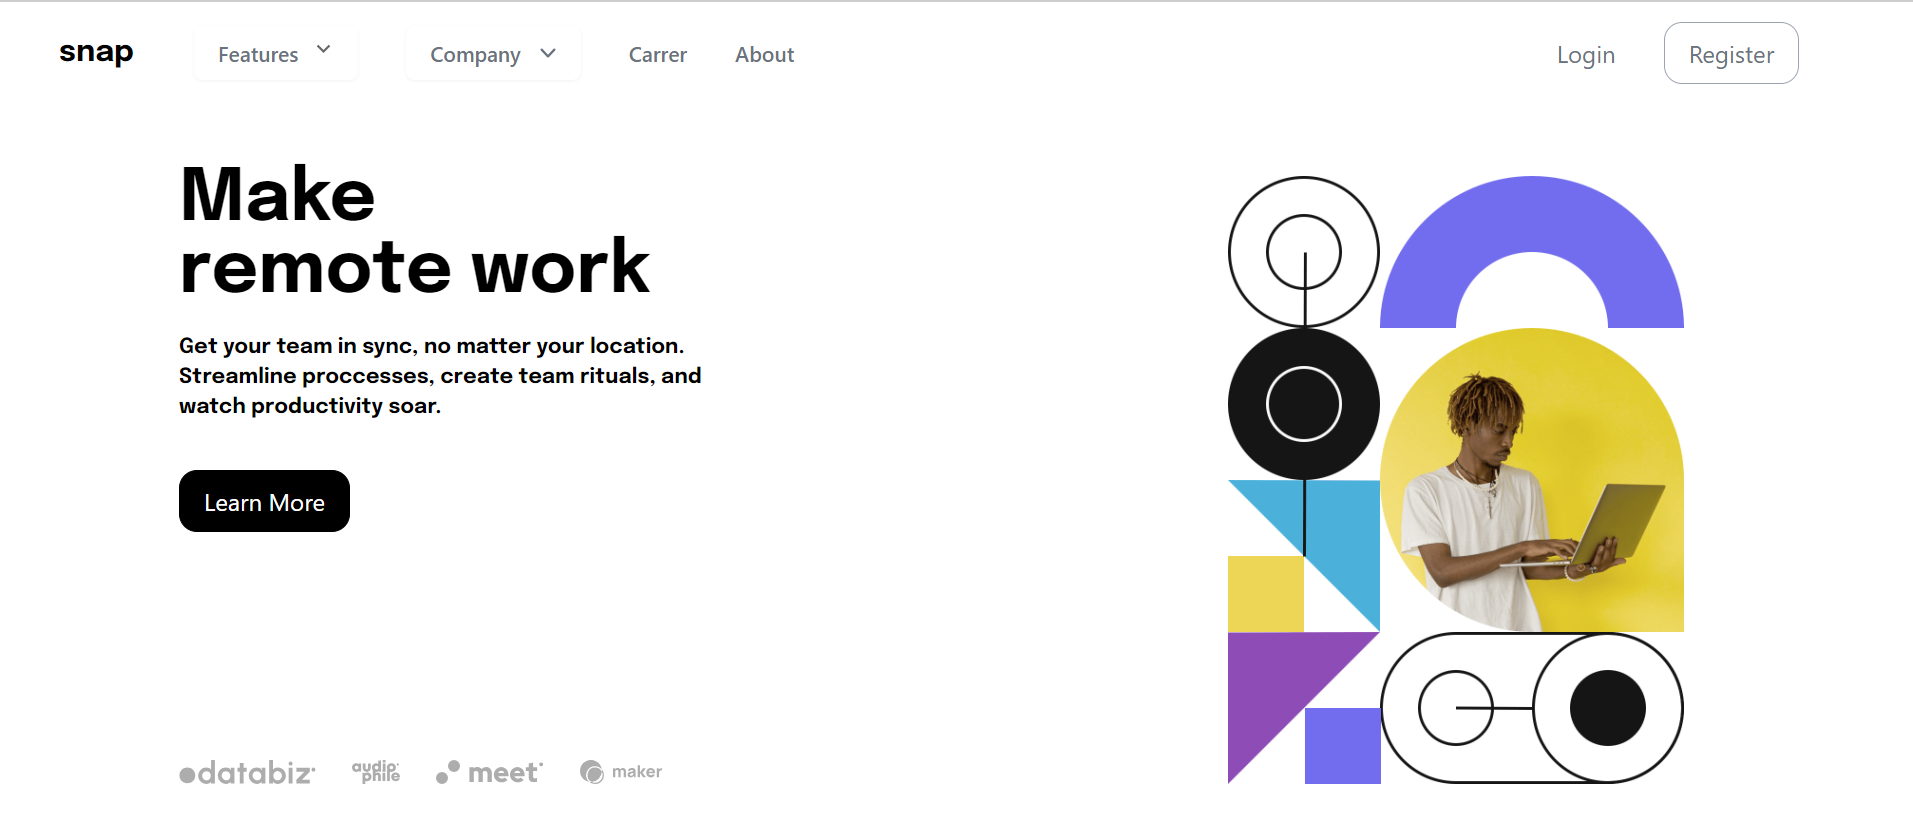 snap
Features
Company
Carrer
About
Login
Register
Make
remote work
Get your team in sync, no matter your location.
Streamline proccesses, create team rituals, and
watch productivity soar.
Learn More
databiz
audiophile
meet
maker